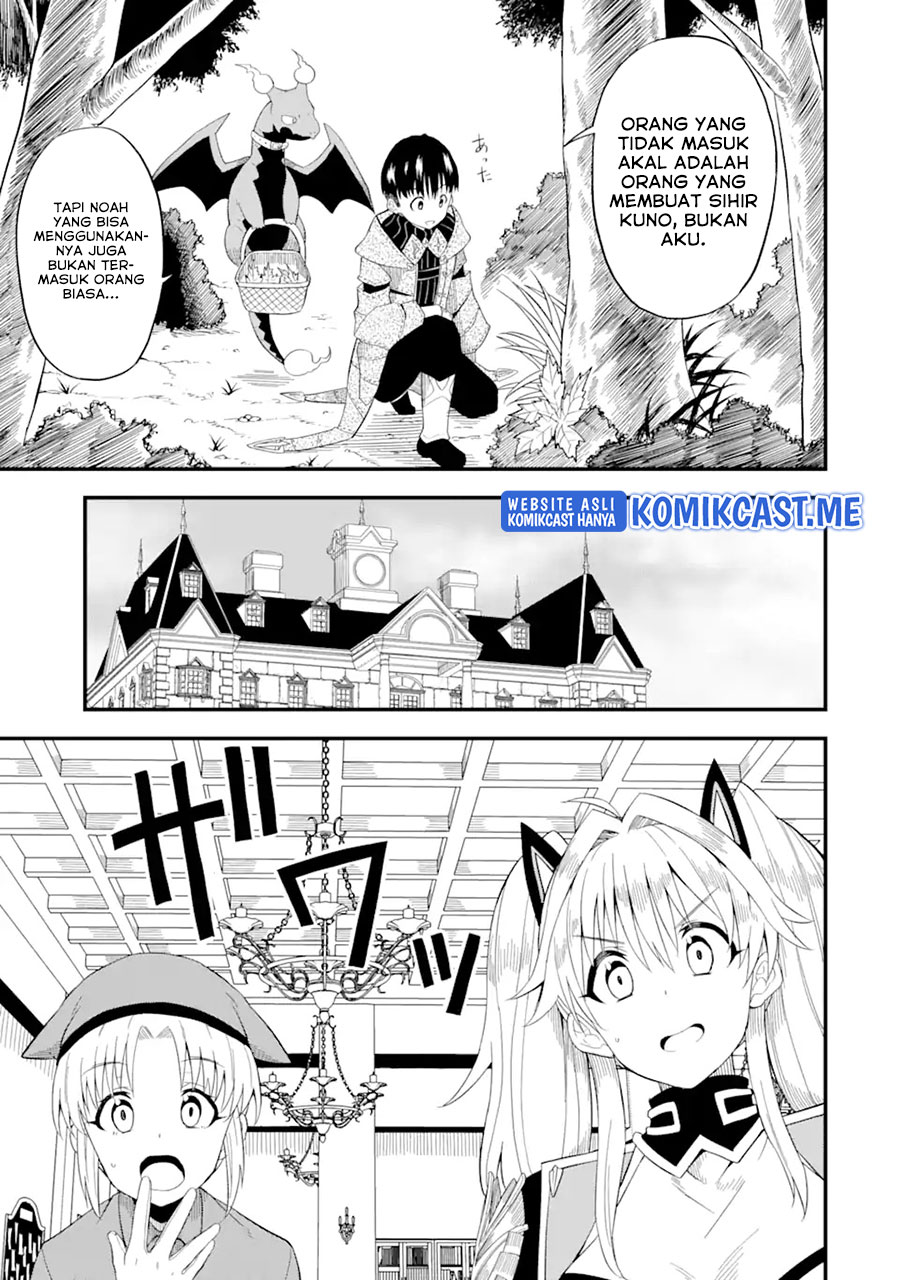 ORANG YANG
TIDAK MASUK
AKAL ADALAH
ORANG YANG
MEMBUAT SIHIR
KUNO, BUKAN
AKU.
あった
TAPI NOAH
YANG BISA
MENGGUNAKAN-
NYA JUGA
BUKAN TER-
MASUK ORANG
BIASA...
WEBSITE ASLI
KOMIKCAST HANYA
KOMIKCAST.ME
ザワッ